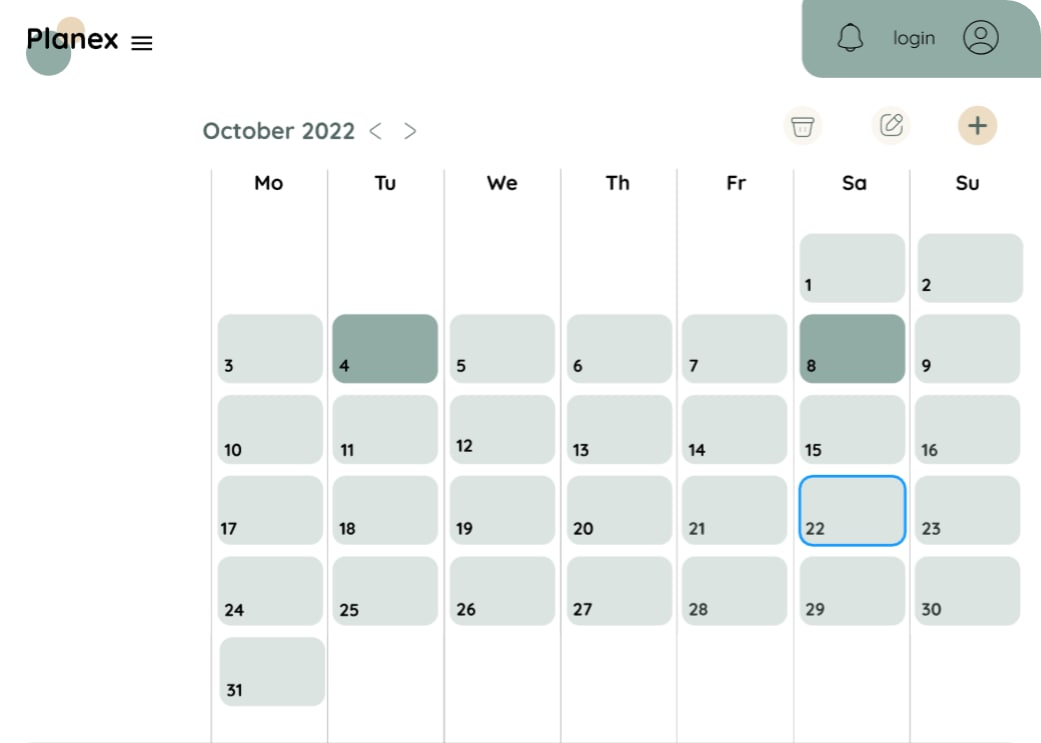 Planex
login
October 2022 < >
Mo Tu We Th Fr Sa Su
1 2
3 4 5 6 7 8 9
10 11 12 13 14 15 16
17 18 19 20 21 22 23
24 25 26 27 28 29 30
31